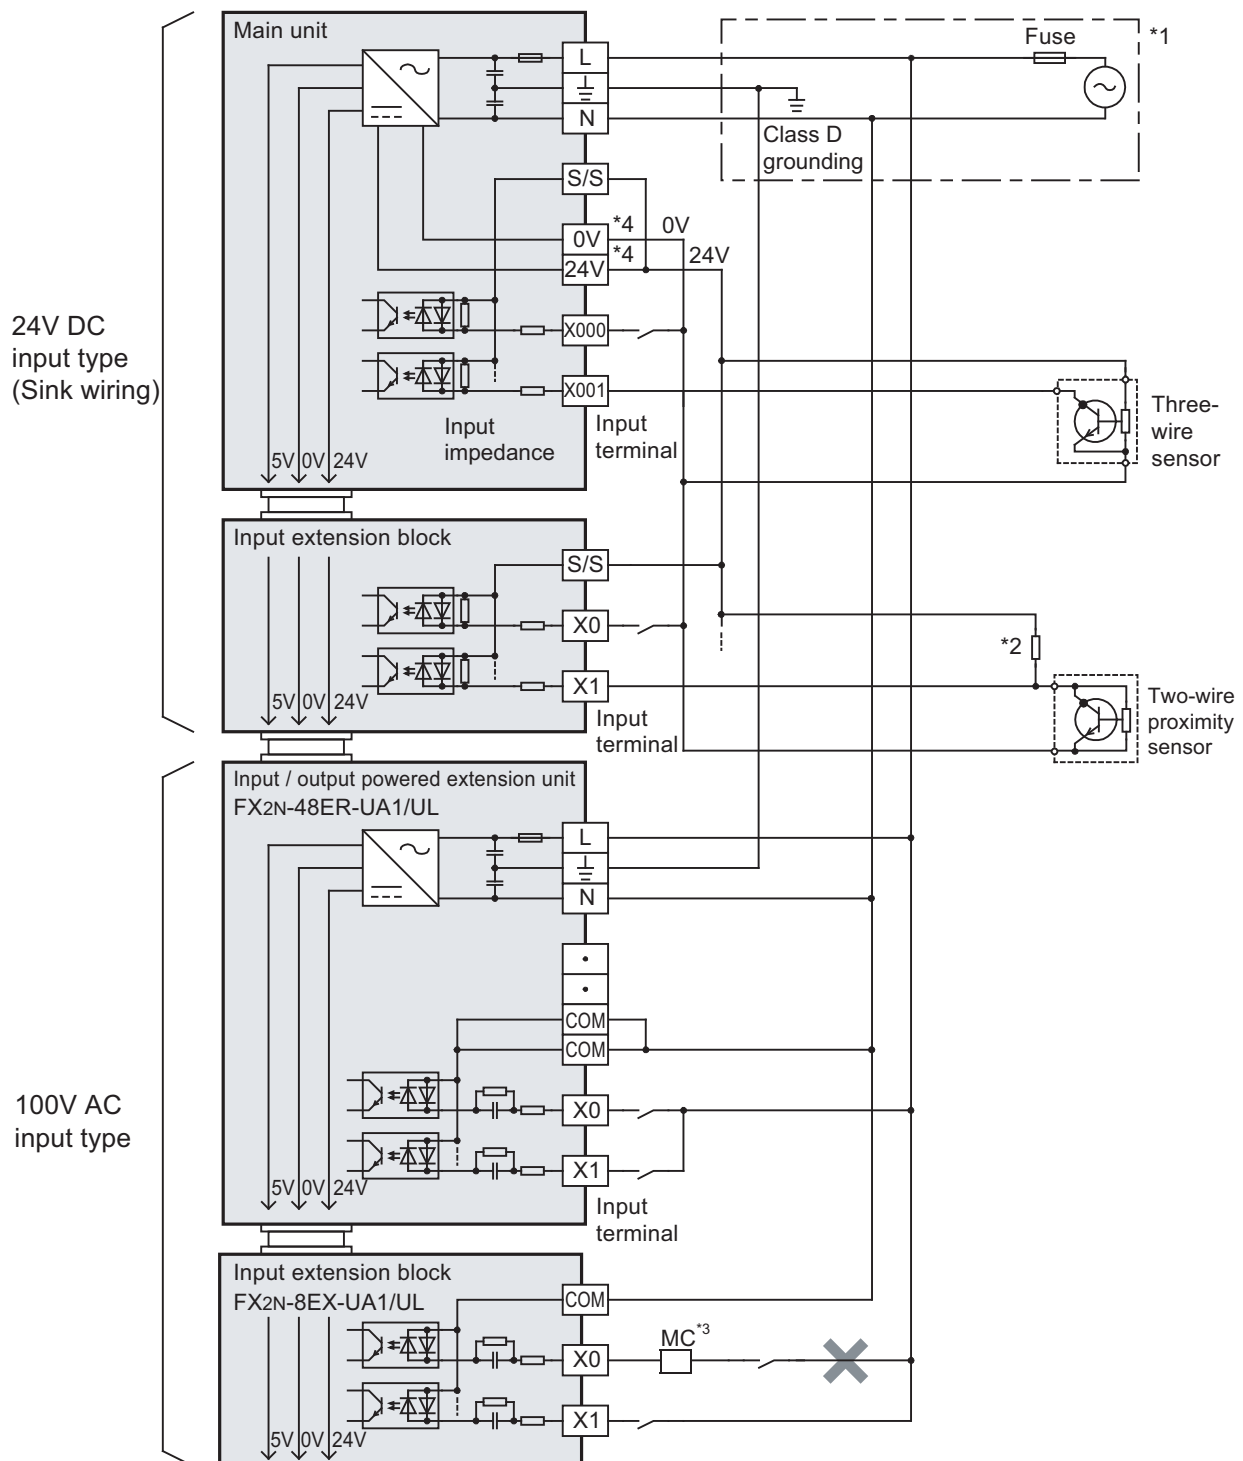 Main unit
L
N
S/S
0V
24V
X000
X001
*4
*4
0V
24V
Fuse
*1
Class D
grounding
24V DC
input type
(Sink wiring)
Input
impedance
Input
terminal
5V 0V 24V
Three-
wire
sensor
Input extension block
S/S
X0
X1
5V 0V 24V
Input
terminal
*2
Two-wire
proximity
sensor
Input / output powered extension unit
FX2N-48ER-UA1/UL
L
N
COM
COM
X0
X1
5V 0V 24V
Input
terminal
100V AC
input type
Input extension block
FX2N-8EX-UA1/UL
COM
X0
MC*3
X1
5V 0V 24V